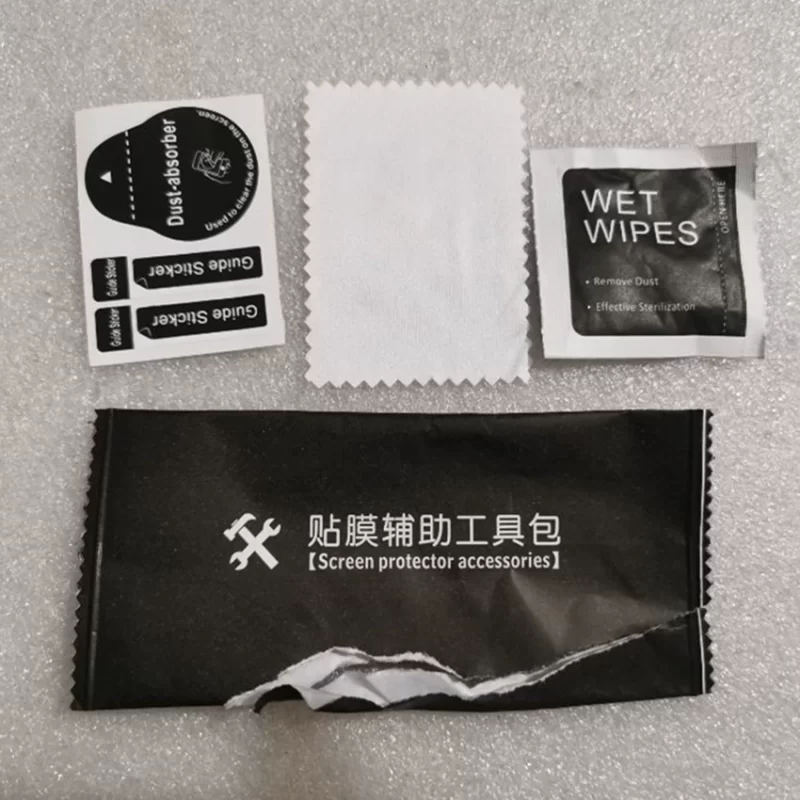 Dust-absorber
Used to clear the dust on the screen.
Guide Sticker
Guide Sticker
Guide Sticker
Guide Sticker
WET
WIPES
OPEN HERE
• Remove Dust
• Effective Sterilization
贴膜辅助工具包
【Screen protector accessories】